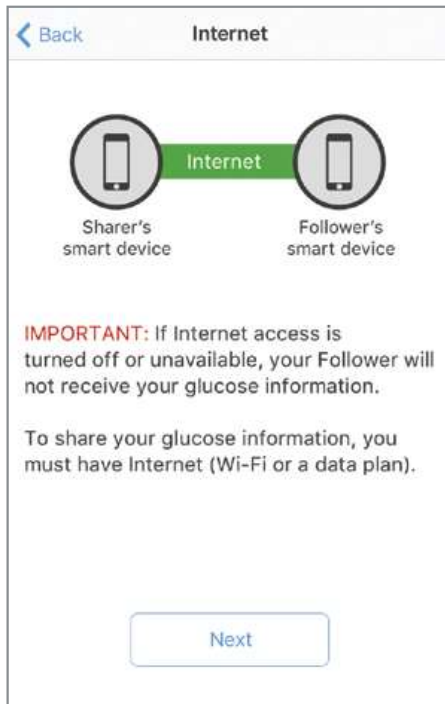 Back
Internet
Internet
Sharer's
smart device
Follower's
smart device
IMPORTANT: If Internet access is
turned off or unavailable, your Follower will
not receive your glucose information.
To share your glucose information, you
must have Internet (Wi-Fi or a data plan).
Next